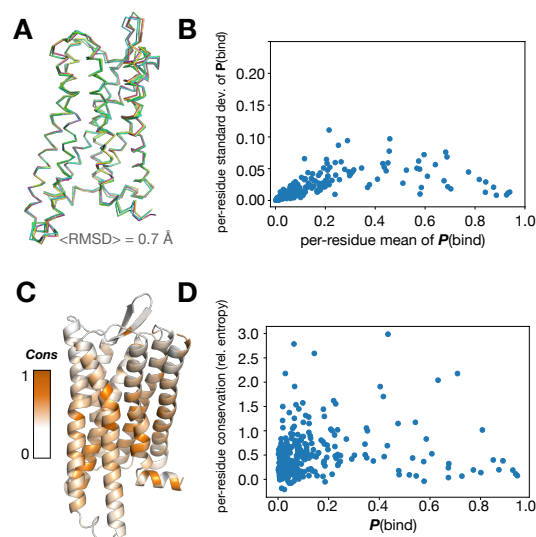 A
<RMSD> = 0.7 Å
B
per-residue standard dev. of P(bind)
0.20
0.15
0.10
0.05
0.00
0.0 0.2 0.4 0.6 0.8 1.0
per-residue mean of P(bind)
C
Cons
1
0
D
per-residue conservation (rel. entropy)
3.0
2.5
2.0
1.5
1.0
0.5
0.0
0.0 0.2 0.4 0.6 0.8 1.0
P(bind)